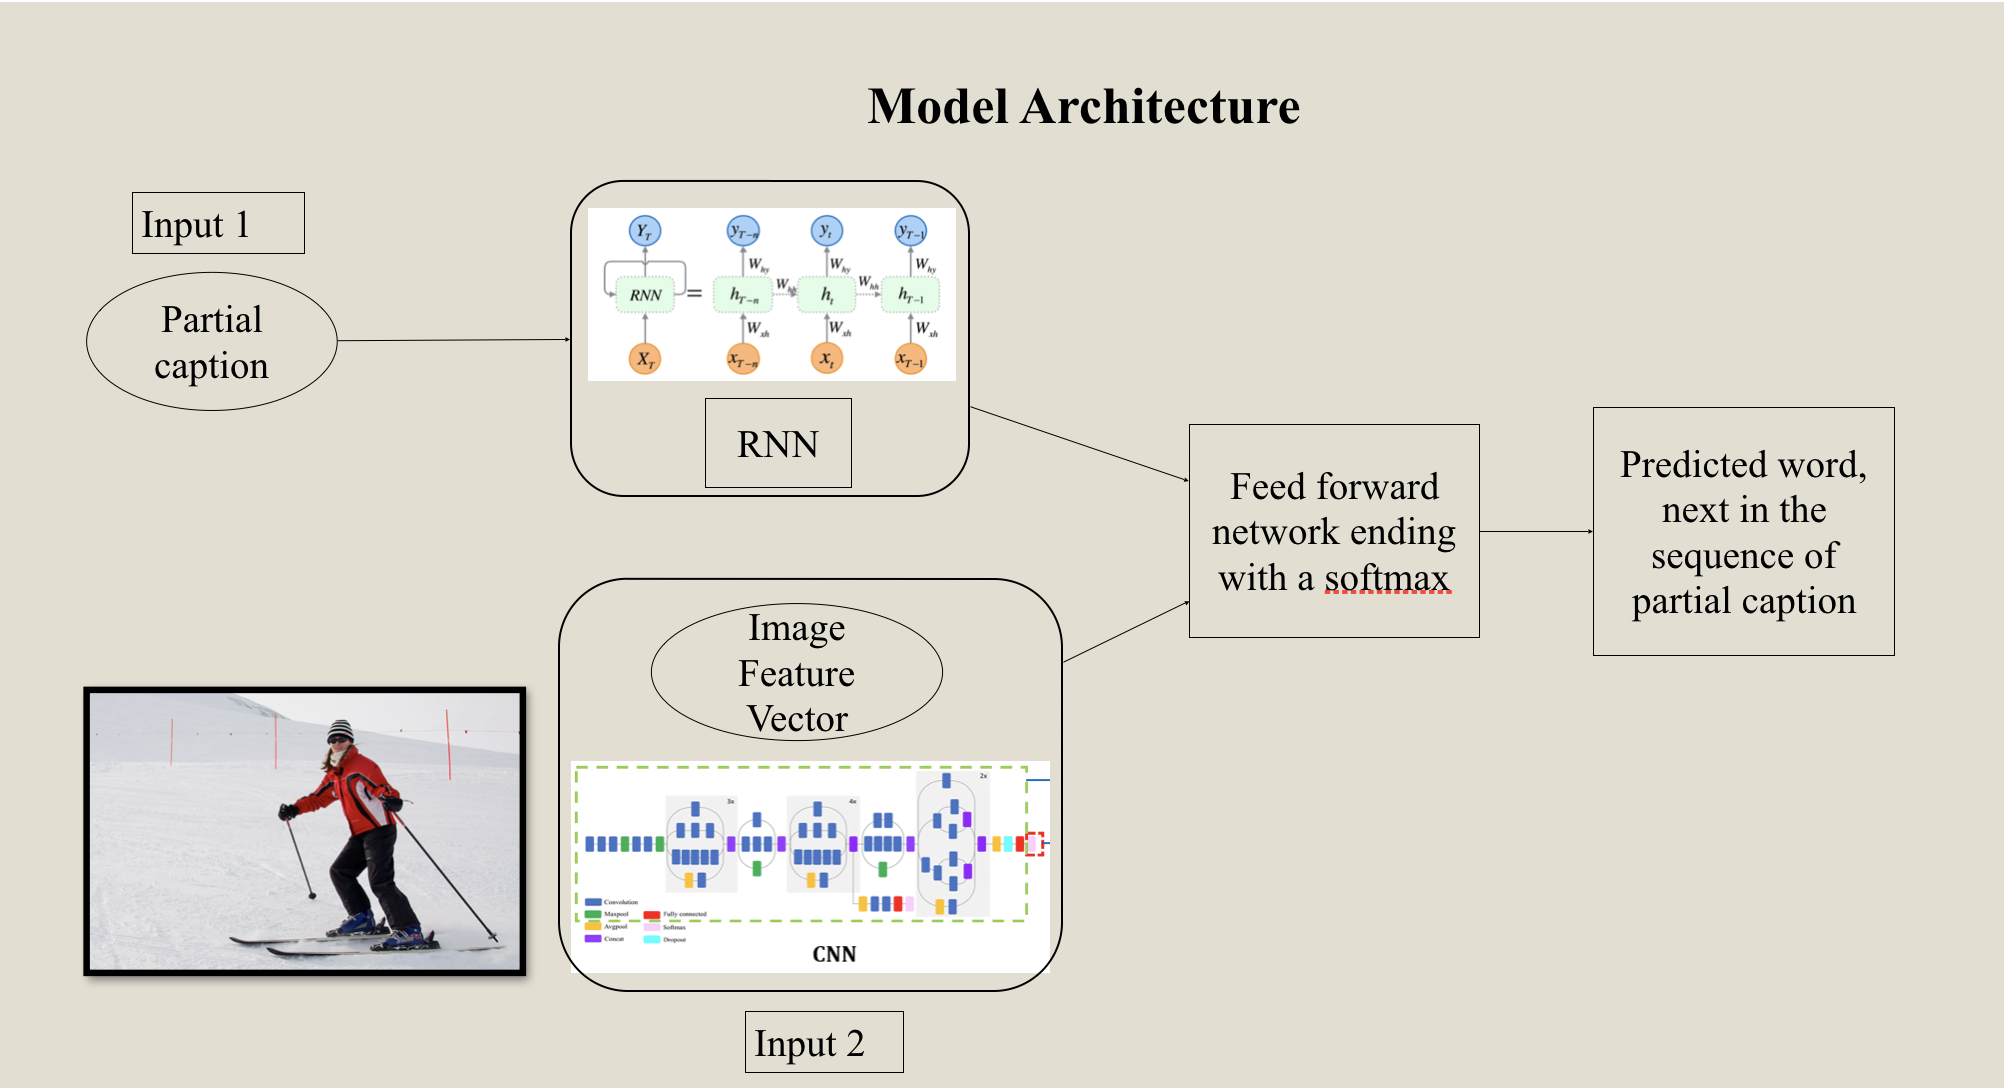 Model Architecture
Input 1
Partial
caption
Y_T
y_{T-n}
y_t
y_{T-1}
W_{hy}
W_{hy}
W_{hy}
RNN
=
h_{T-n}
W_{hh}
h_t
W_{hh}
h_{T-1}
W_{xh}
W_{xh}
W_{xh}
X_T
x_{T-n}
x_t
x_{T-1}
RNN
Feed forward
network ending
with a softmax
Predicted word,
next in the
sequence of
partial caption
Image
Feature
Vector
3x
4x
2x
Convolution
Maxpool
Avgpool
Concat
Fully connected
Softmax
Dropout
CNN
Input 2